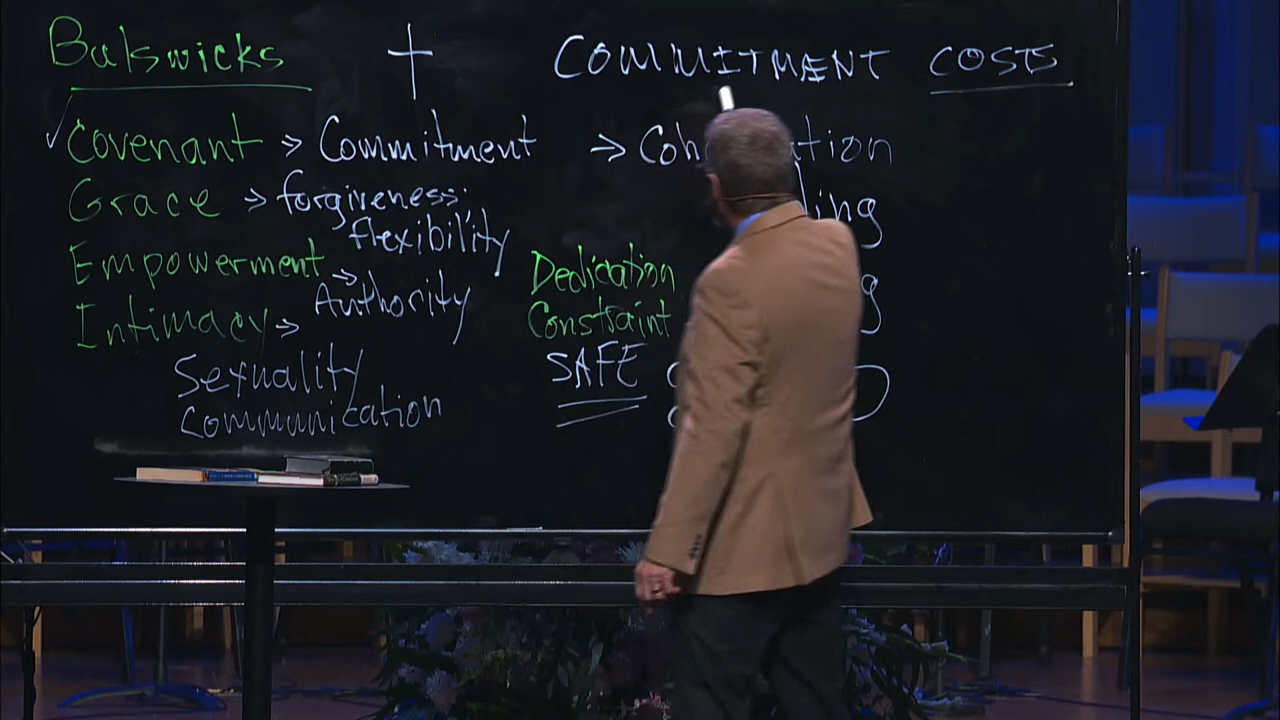 Balswicks † COMMITMENT COSTS
✓ Covenant > Commitment
Grace > forgiveness:
flexibility
Empowerment >
Authority
Intimacy >
Sexuality
Communication
Dedication
Constraint
SAFE